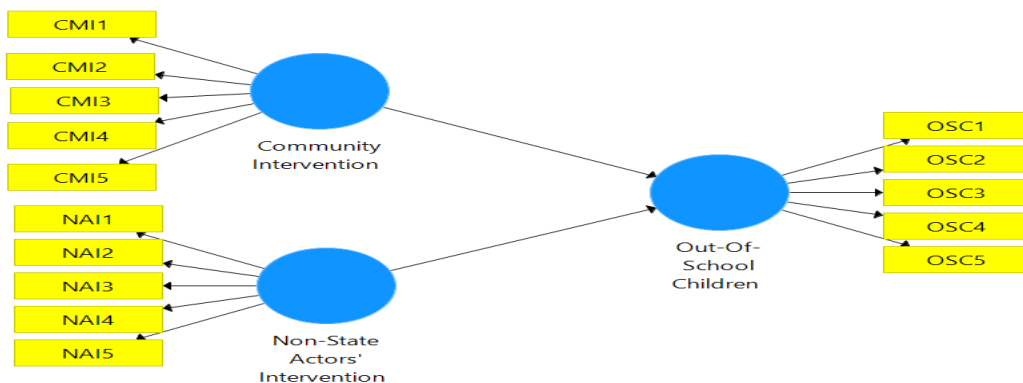 CMI1
CMI2
CMI3
CMI4
CMI5
Community
Intervention
NAI1
NAI2
NAI3
NAI4
NAI5
Non-State
Actors'
Intervention
OSC1
OSC2
OSC3
OSC4
OSC5
Out-Of-
School
Children